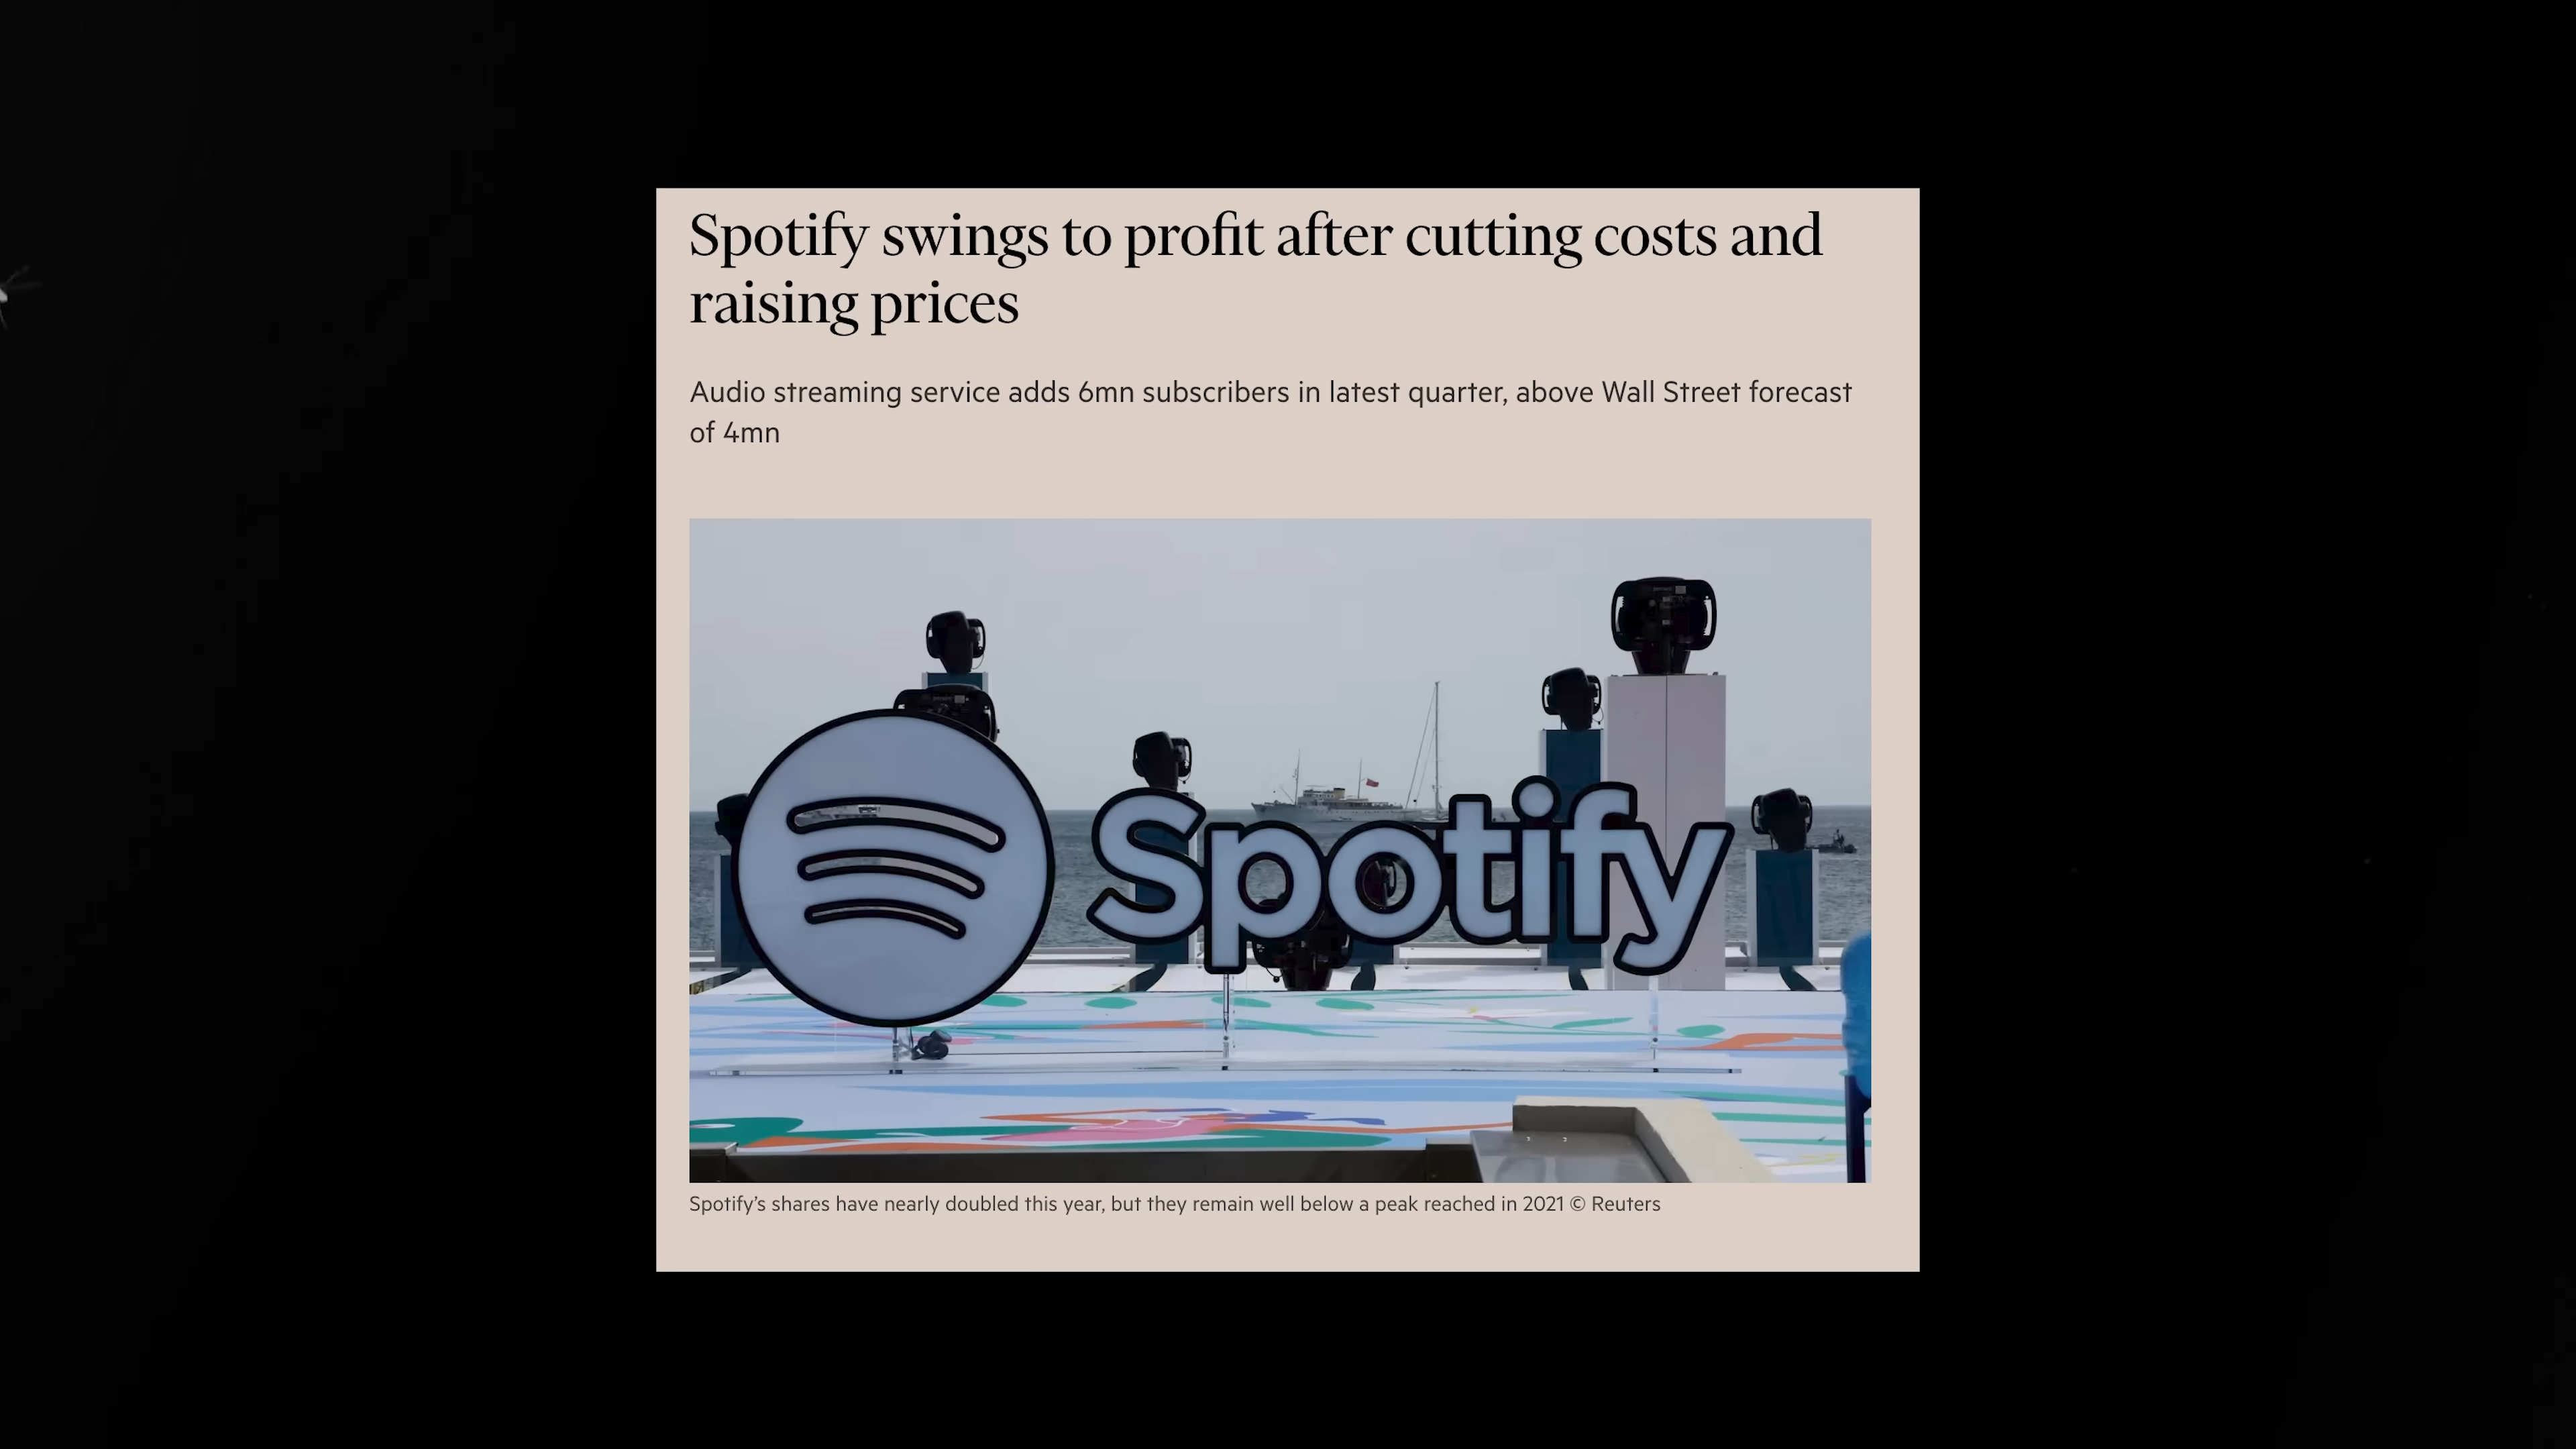 Spotify swings to profit after cutting costs and
raising prices
Audio streaming service adds 6mn subscribers in latest quarter, above Wall Street forecast
of 4mn
Spotify
Spotify’s shares have nearly doubled this year, but they remain well below a peak reached in 2021 © Reuters